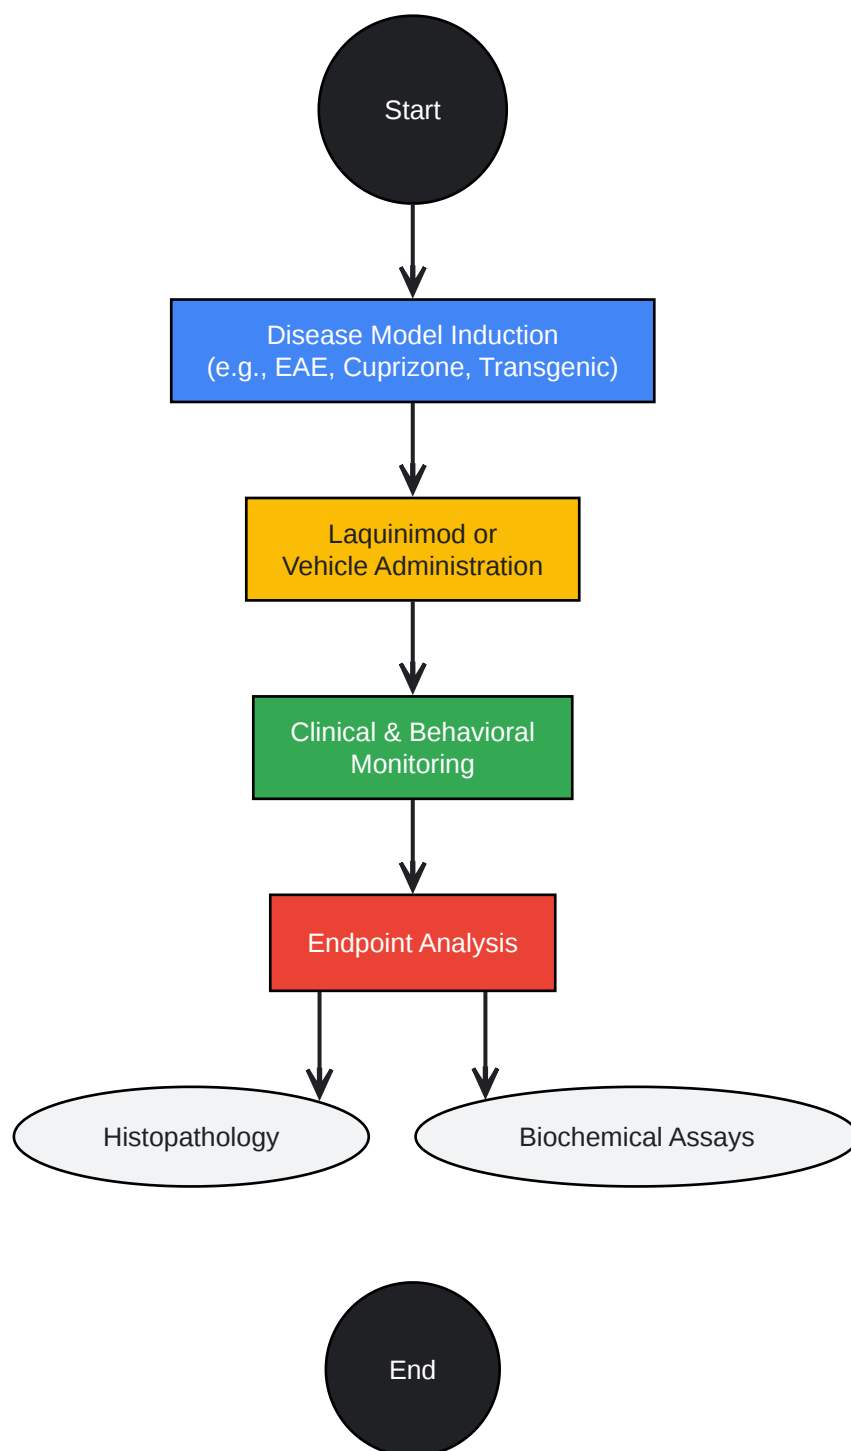 Start
Disease Model Induction
(e.g., EAE, Cuprizone, Transgenic)
Laquinimod or
Vehicle Administration
Clinical & Behavioral
Monitoring
Endpoint Analysis
Histopathology
Biochemical Assays
End